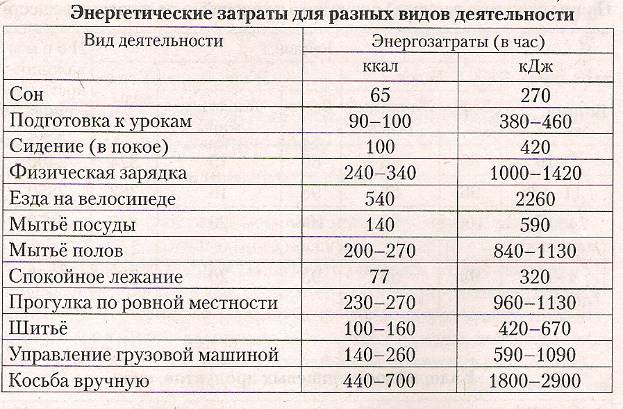 Энергетические затраты для разных видов деятельности
Вид деятельности Энергозатраты (в час)
ккал кДж
Сон 65 270
Подготовка к урокам 90–100 380–460
Сидение (в покое) 100 420
Физическая зарядка 240–340 1000–1420
Езда на велосипеде 540 2260
Мытьё посуды 140 590
Мытьё полов 200–270 840–1130
Спокойное лежание 77 320
Прогулка по ровной местности 230–270 960–1130
Шитьё 100–160 420–670
Управление грузовой машиной 140–260 590–1090
Косьба вручную 440–700 1800–2900